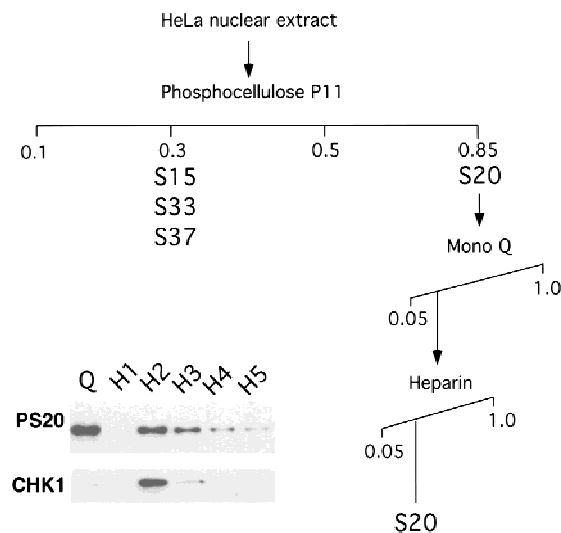 HeLa nuclear extract
Phosphocellulose P11
0.1 0.3 0.5 0.85
S15 S20
S33
S37
Mono Q
0.05 1.0
Heparin
0.05 1.0
S20
Q H1 H2 H3 H4 H5
PS20
CHK1